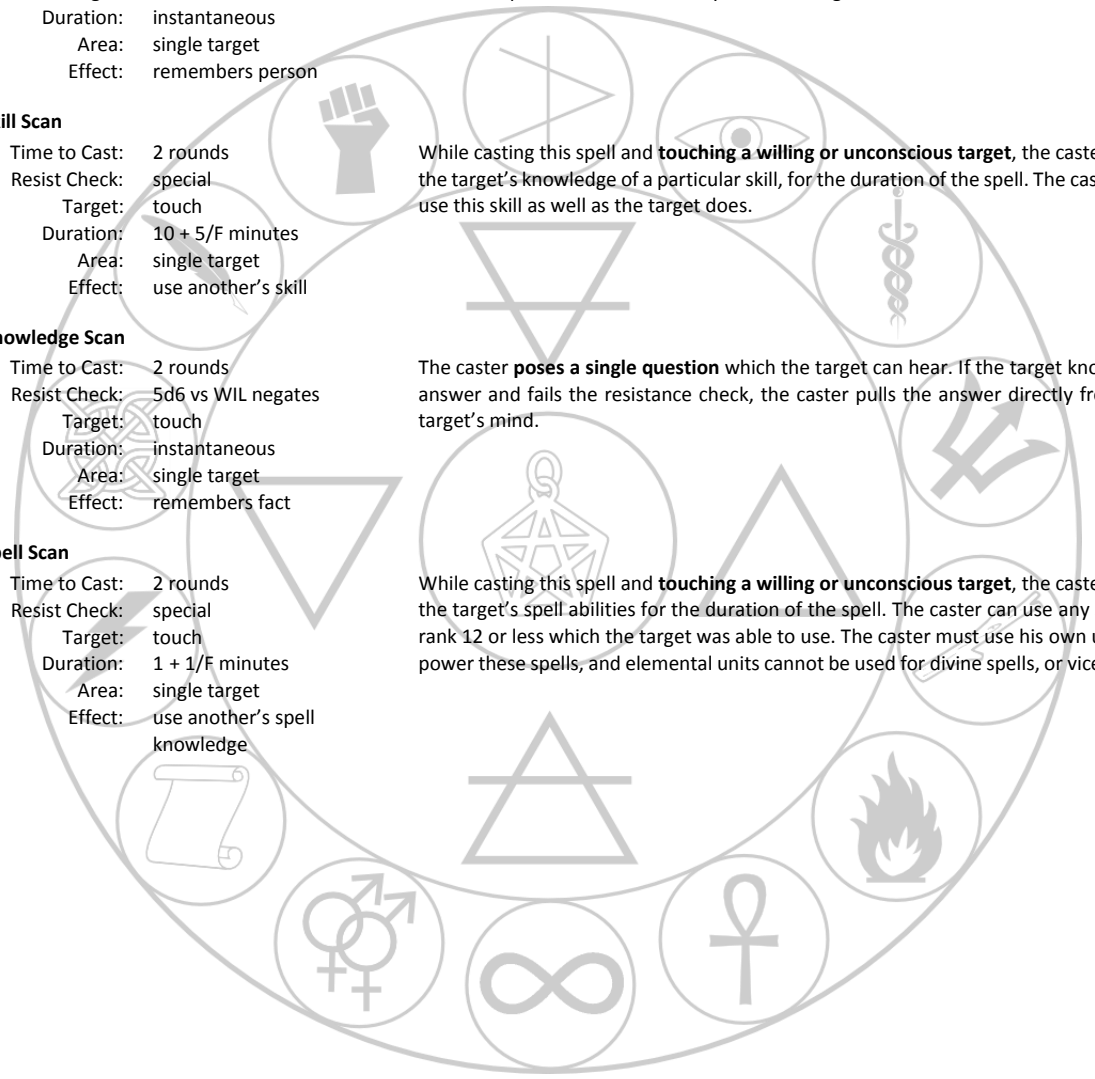 Duration: instantaneous
Area: single target
Effect: remembers person
ill Scan
Time to Cast: 2 rounds
Resist Check: special
Target: touch
Duration: 10 + 5/F minutes
Area: single target
Effect: use another's skill
While casting this spell and touching a willing or unconscious target, the caste
the target's knowledge of a particular skill, for the duration of the spell. The cas
use this skill as well as the target does.
nowledge Scan
Time to Cast: 2 rounds
Resist Check: 5d6 vs WIL negates
Target: touch
Duration: instantaneous
Area: single target
Effect: remembers fact
The caster poses a single question which the target can hear. If the target kno
answer and fails the resistance check, the caster pulls the answer directly fr
target's mind.
ell Scan
Time to Cast: 2 rounds
Resist Check: special
Target: touch
Duration: 1 + 1/F minutes
Area: single target
Effect: use another's spell
knowledge
While casting this spell and touching a willing or unconscious target, the caste
the target's spell abilities for the duration of the spell. The caster can use any
rank 12 or less which the target was able to use. The caster must use his own u
power these spells, and elemental units cannot be used for divine spells, or vice